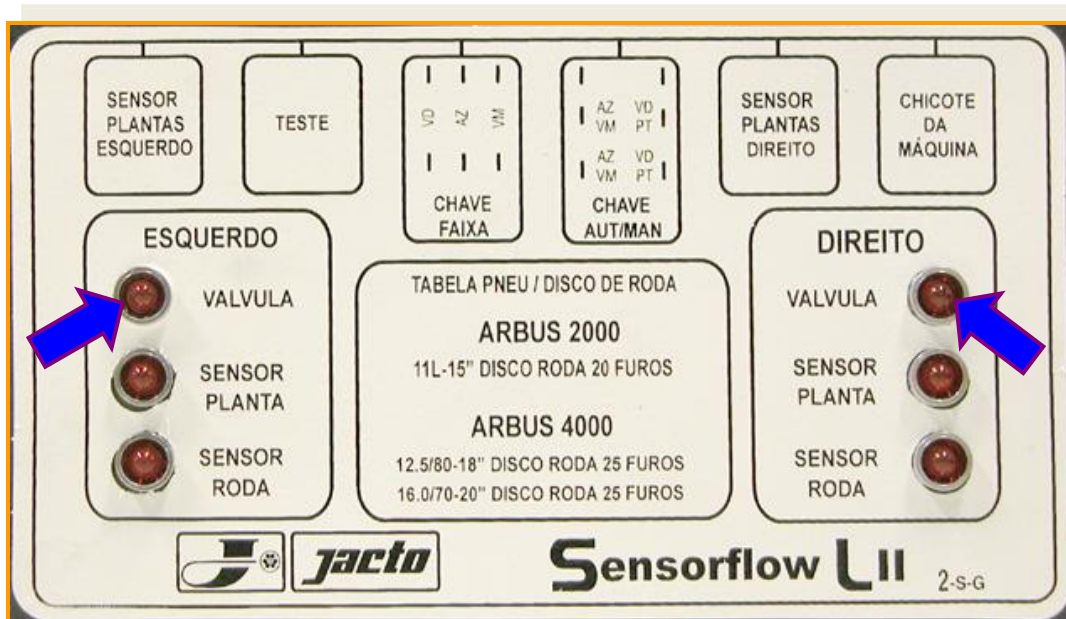 SENSOR
PLANTAS
ESQUERDO
TESTE
VD AZ VM
CHAVE
FAIXA
AZ VD
VM PT
AZ VD
VM PT
CHAVE
AUT/MAN
SENSOR
PLANTAS
DIREITO
CHICOTE
DA
MÁQUINA
ESQUERDO
VALVULA
SENSOR
PLANTA
SENSOR
RODA
TABELA PNEU / DISCO DE RODA
ARBUS 2000
11L-15” DISCO RODA 20 FUROS
ARBUS 4000
12.5/80-18” DISCO RODA 25 FUROS
16.0/70-20” DISCO RODA 25 FUROS
DIREITO
VALVULA
SENSOR
PLANTA
SENSOR
RODA
J jacto
Sensorflow LII 2-S-G